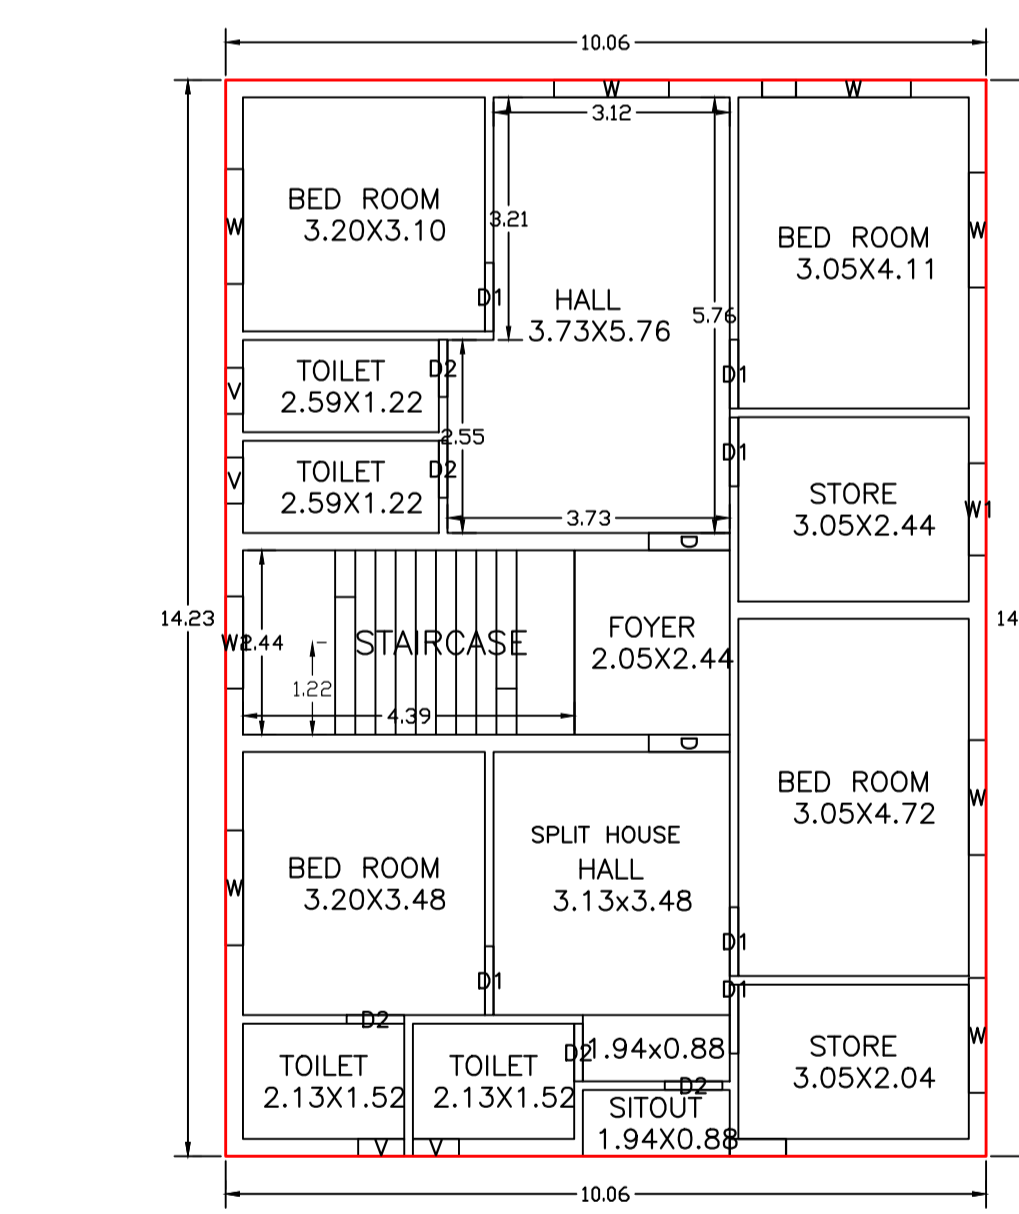 10.06
W
W
3.12
BED ROOM
3.20X3.10
3.21
W
BED ROOM
3.05X4.11
W
D1
HALL
3.73X5.76
5.76
TOILET
2.59X1.22
D2
D1
V
2.55
D1
TOILET
2.59X1.22
D2
V
STORE
3.05X2.44
W1
3.73
D
14.23
14
STAIRCASE
FOYER
2.05X2.44
2.44
1.22
4.39
D
BED ROOM
3.05X4.72
W
SPLIT HOUSE
HALL
3.13x3.48
BED ROOM
3.20X3.48
W
D1
D1
D1
D2
D2
1.94x0.88
W
STORE
3.05X2.04
TOILET
2.13X1.52
TOILET
2.13X1.52
D2
SITOUT
1.94X0.88
V
V
10.06